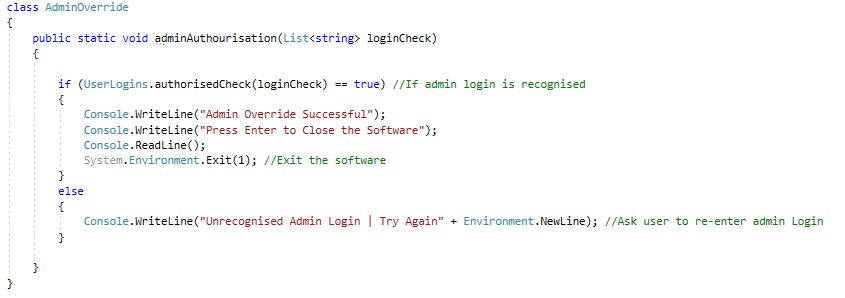 class AdminOverride
{
public static void adminAuthourisation(List<string> loginCheck)
{
if (UserLogins.authorisedCheck(loginCheck) == true) //If admin login is recognised
{
Console.WriteLine("Admin Override Successful");
Console.WriteLine("Press Enter to Close the Software");
Console.ReadLine();
System.Environment.Exit(1); //Exit the software
}
else
{
Console.WriteLine("Unrecognised Admin Login | Try Again" + Environment.NewLine); //Ask user to re-enter admin Login
}
}
}